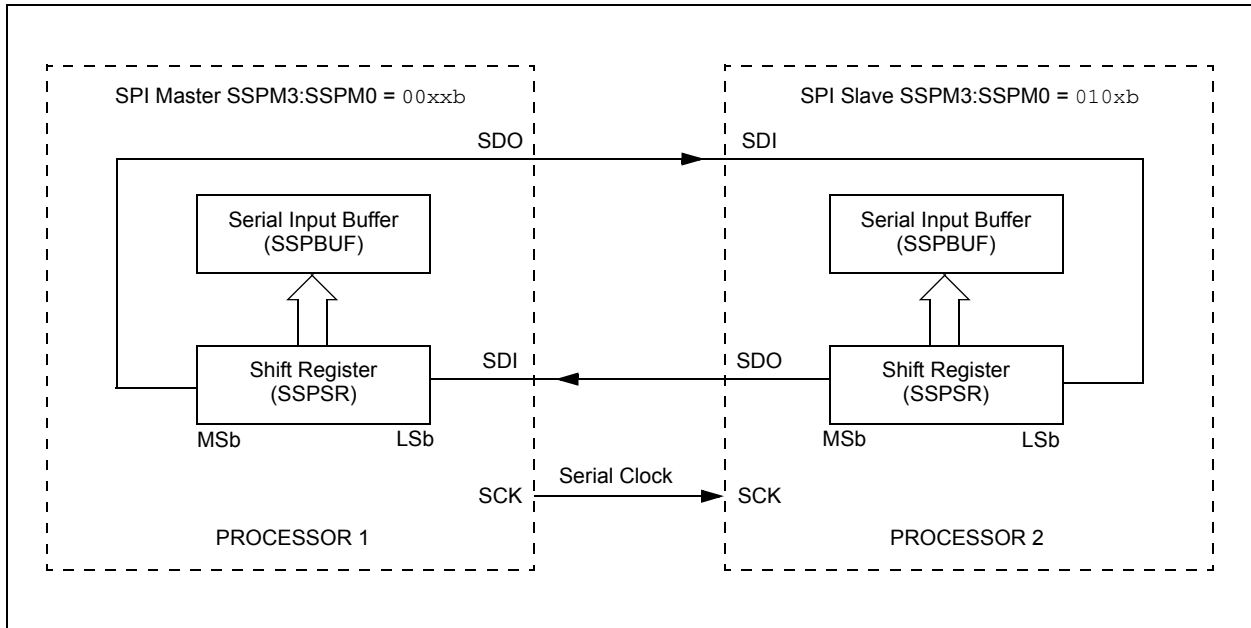 SPI Master SSPM3:SSPM0 = 00xxb
SDO
Serial Input Buffer
(SSPBUF)
Shift Register
(SSPSR)
MSb
LSb
SDI
SCK
PROCESSOR 1
Serial Clock
SPI Slave SSPM3:SSPM0 = 010xb
SDI
Serial Input Buffer
(SSPBUF)
SDO
Shift Register
(SSPSR)
MSb
LSb
SCK
PROCESSOR 2